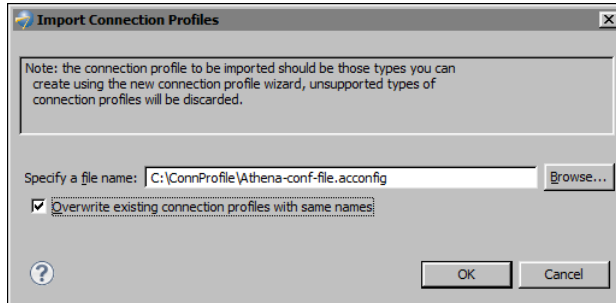 Import Connection Profiles
Note: the connection profile to be imported should be those types you can
create using the new connection profile wizard, unsupported types of
connection profiles will be discarded.
Specify a file name: C:\ConnProfile\Athena-conf-file.acconfig Browse...
Overwrite existing connection profiles with same names
? OK Cancel